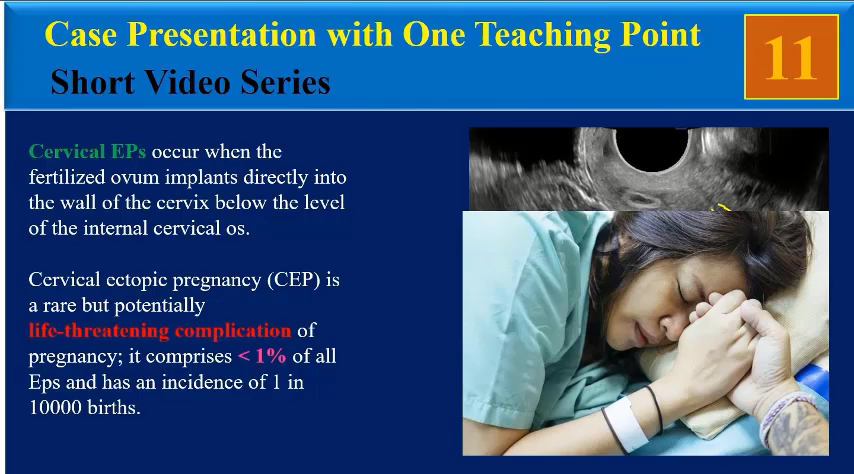 Case Presentation with One Teaching Point
Short Video Series
11
Cervical EPs occur when the
fertilized ovum implants directly into
the wall of the cervix below the level
of the internal cervical os.
Cervical ectopic pregnancy (CEP) is
a rare but potentially
life-threatening complication of
pregnancy; it comprises < 1% of all
Eps and has an incidence of 1 in
10000 births.